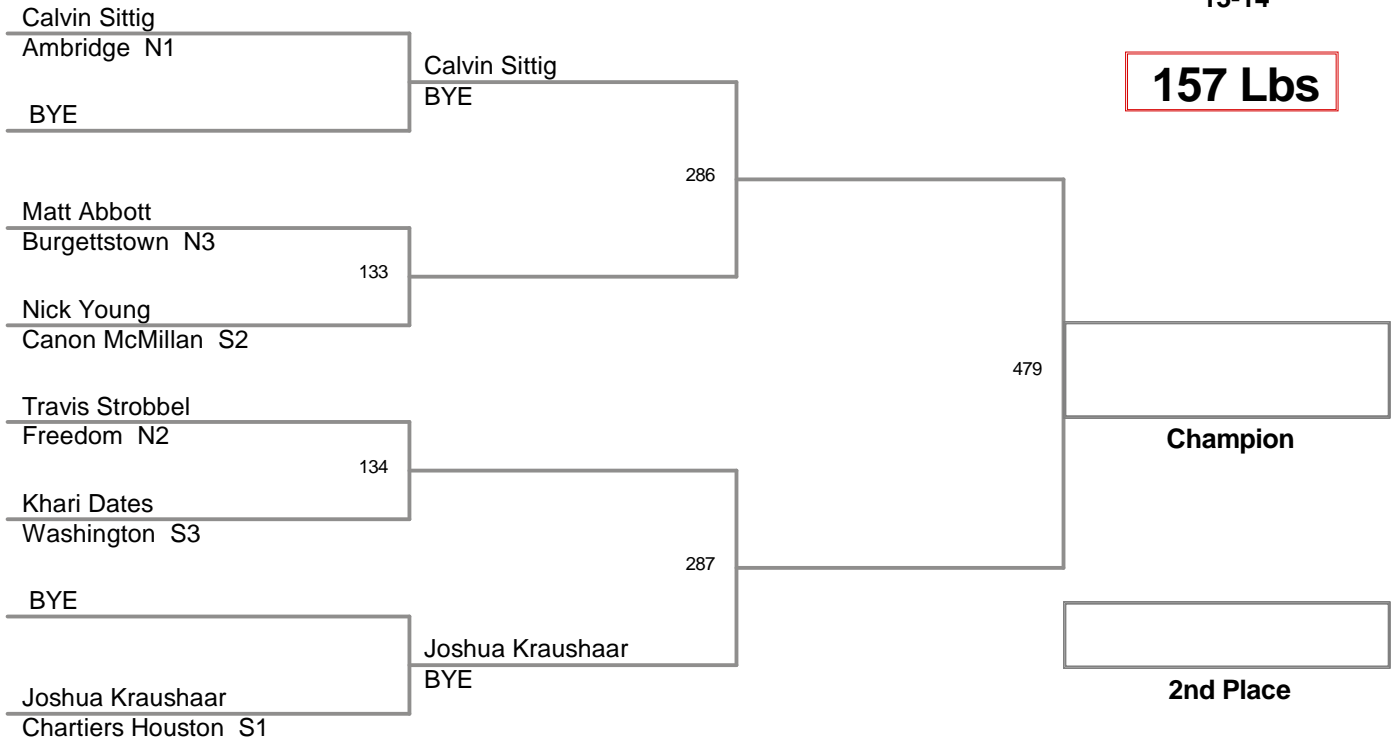 13-14
157 Lbs
Calvin Sittig
Ambridge N1
BYE
Calvin Sittig
BYE
286
Matt Abbott
Burgettstown N3
133
Nick Young
Canon McMillan S2
479
Travis Strobbel
Freedom N2
134
Khari Dates
Washington S3
287
BYE
Joshua Kraushaar
BYE
Joshua Kraushaar
Chartiers Houston S1
Champion
2nd Place